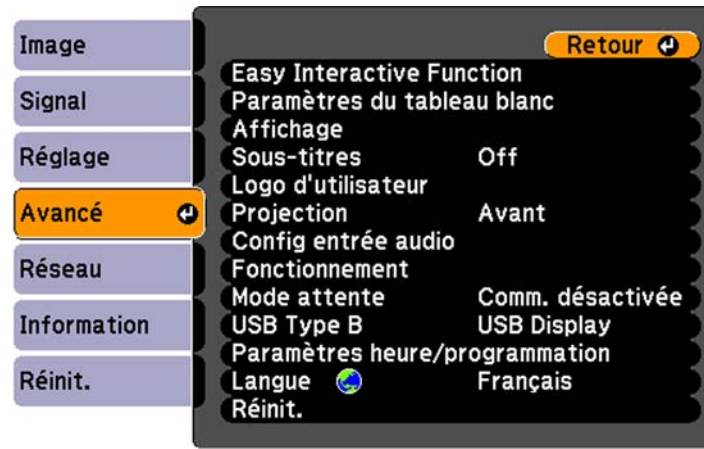 Image
Signal
Réglage
Avancé
Réseau
Information
Réinit.
Retour
Easy Interactive Function
Paramètres du tableau blanc
Affichage
Sous-titres Off
Logo d'utilisateur
Projection Avant
Config entrée audio
Fonctionnement
Mode attente Comm. désactivée
USB Type B USB Display
Paramètres heure/programmation
Langue Français
Réinit.